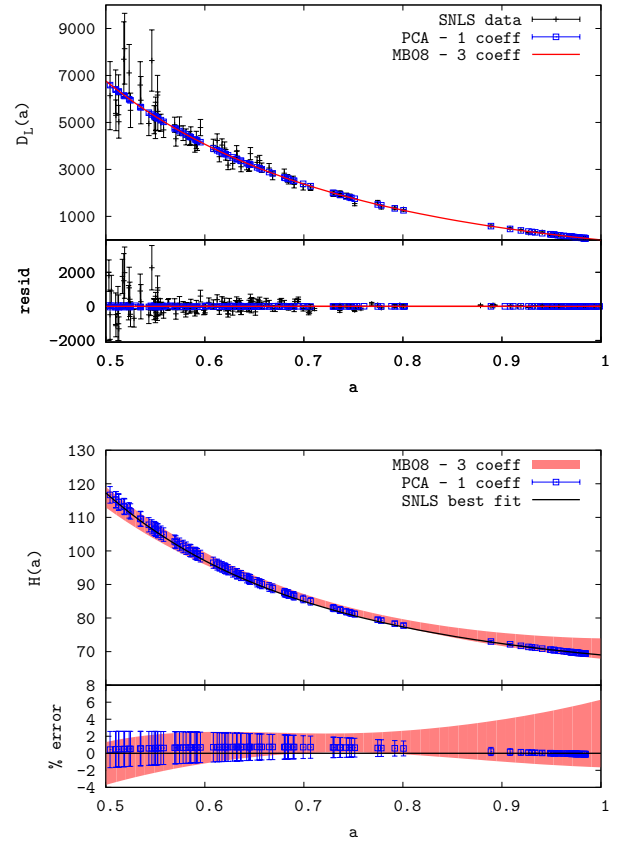 9000
7000
5000
3000
1000
D_L(a)
SNLS data
PCA - 1 coeff
MB08 - 3 coeff
2000
0
-2000
resid
0.5 0.6 0.7 0.8 0.9 1
a
130
120
110
100
90
80
70
H(a)
MB08 - 3 coeff
PCA - 1 coeff
SNLS best fit
8
6
4
2
0
-2
-4
% error
0.5 0.6 0.7 0.8 0.9 1
a